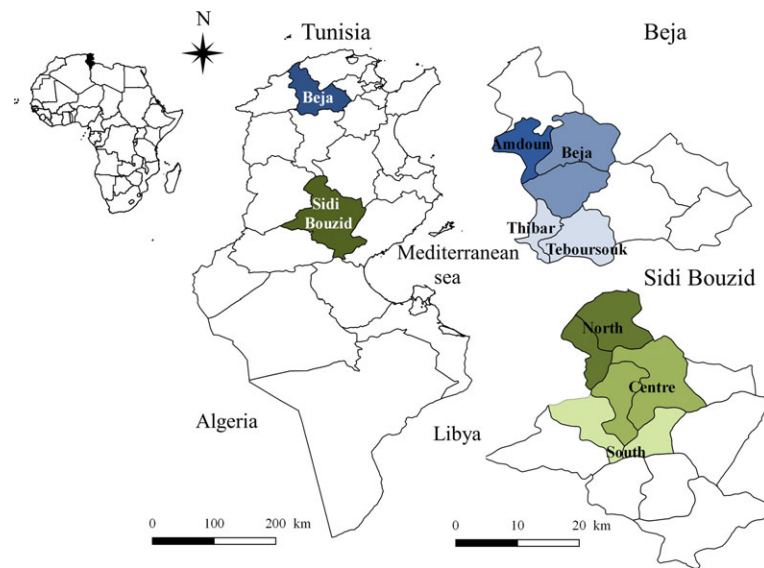 N
Tunisia
Beja
Beja
Amdoun
Beja
Sidi
Bouzid
Thibar
Teboursouk
Mediterranean
sea
Sidi Bouzid
North
Centre
South
Algeria
Libya
0 100 200 km
0 10 20 km